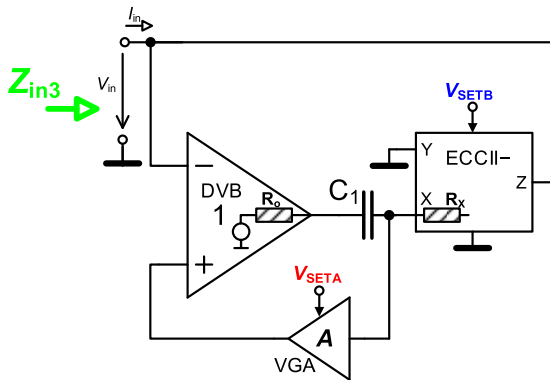 Iin
Zin3
Vin
VSETB
Y
ECCII−
Z
X
Rx
C1
DVB
Ro
1
−
+
VSETA
A
VGA